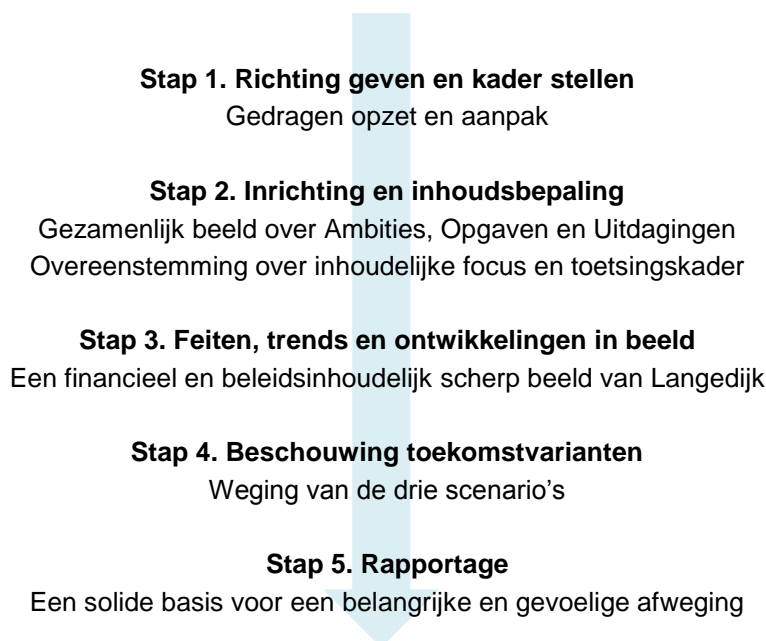 Stap 1. Richting geven en kader stellen
Gedragen opzet en aanpak
Stap 2. Inrichting en inhoudsbepaling
Gezamenlijk beeld over Ambities, Opgaven en Uitdagingen
Overeenstemming over inhoudelijke focus en toetsingskader
Stap 3. Feiten, trends en ontwikkelingen in beeld
Een financieel en beleidsinhoudelijk scherp beeld van Langedijk
Stap 4. Beschouwing toekomstvarianten
Weging van de drie scenario’s
Stap 5. Rapportage
Een solide basis voor een belangrijke en gevoelige afweging